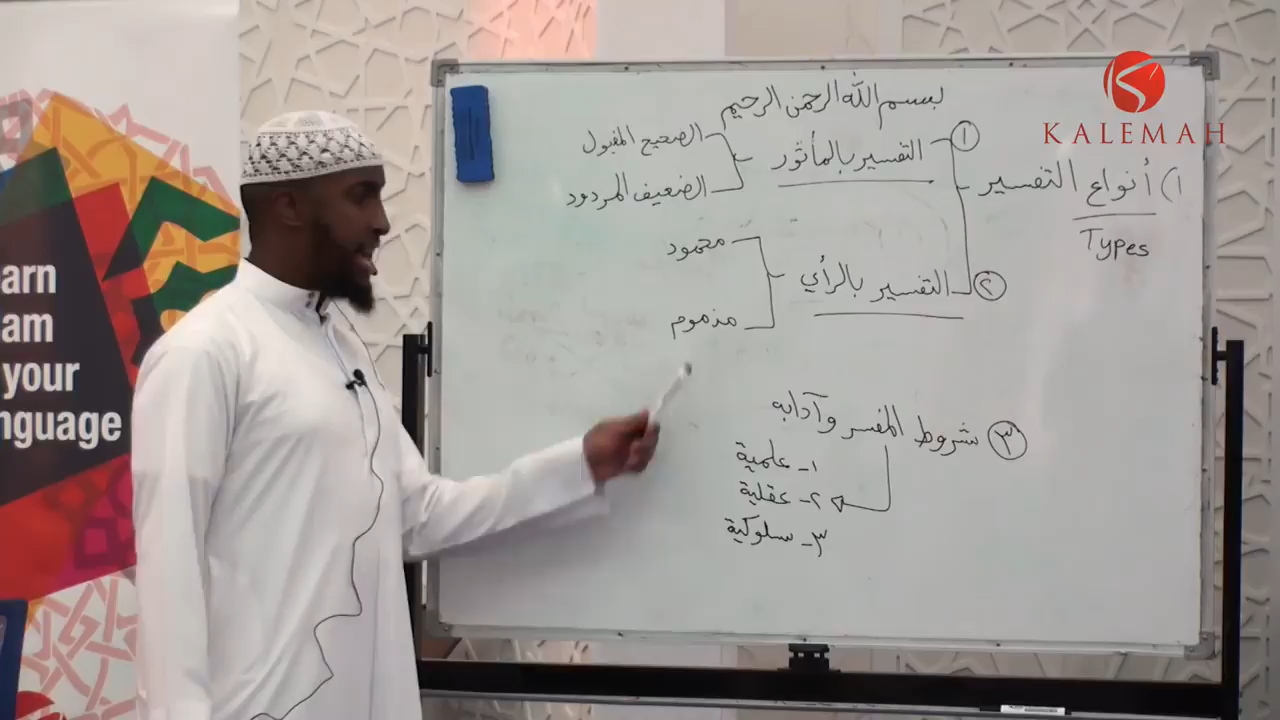 KALEMAH
بسم الله الرحمن الرحيم
١) أنواع التفسير
Types
١ التفسير بالمأثور
الصحيح المقبول
الضعيف المردود
٢ التفسير بالرأي
محمود
مذموم
٣ شروط المفسر وآدابه
١- علمية
٢- عقلية
٣- سلوكية
arn
am
your
nguage